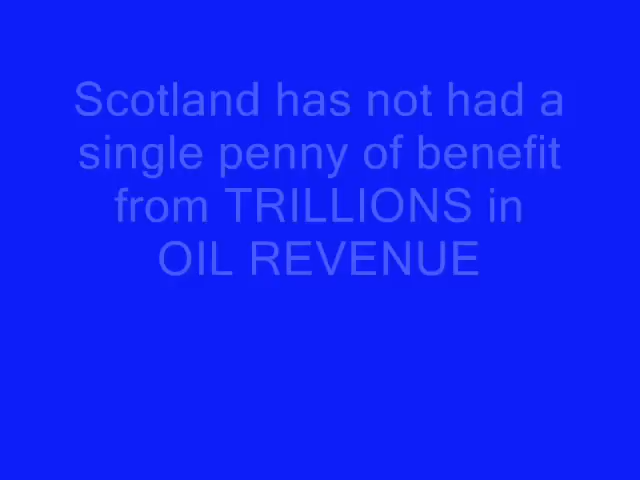 Scotland has not had a
single penny of benefit
from TRILLIONS in
OIL REVENUE